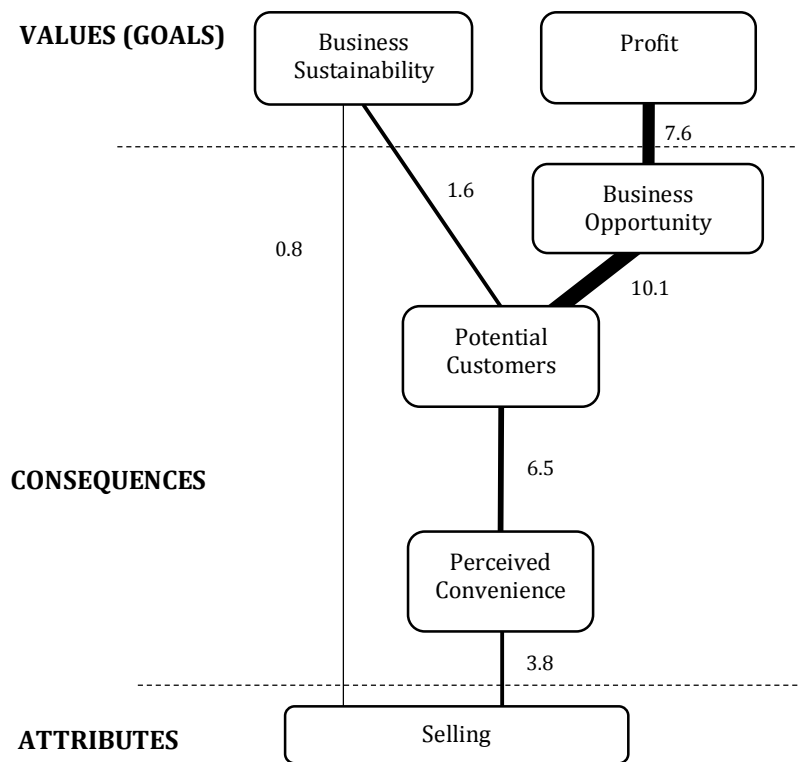 VALUES (GOALS)
Business
Sustainability
Profit
7.6
Business
Opportunity
1.6
0.8
10.1
Potential
Customers
6.5
CONSEQUENCES
Perceived
Convenience
3.8
Selling
ATTRIBUTES